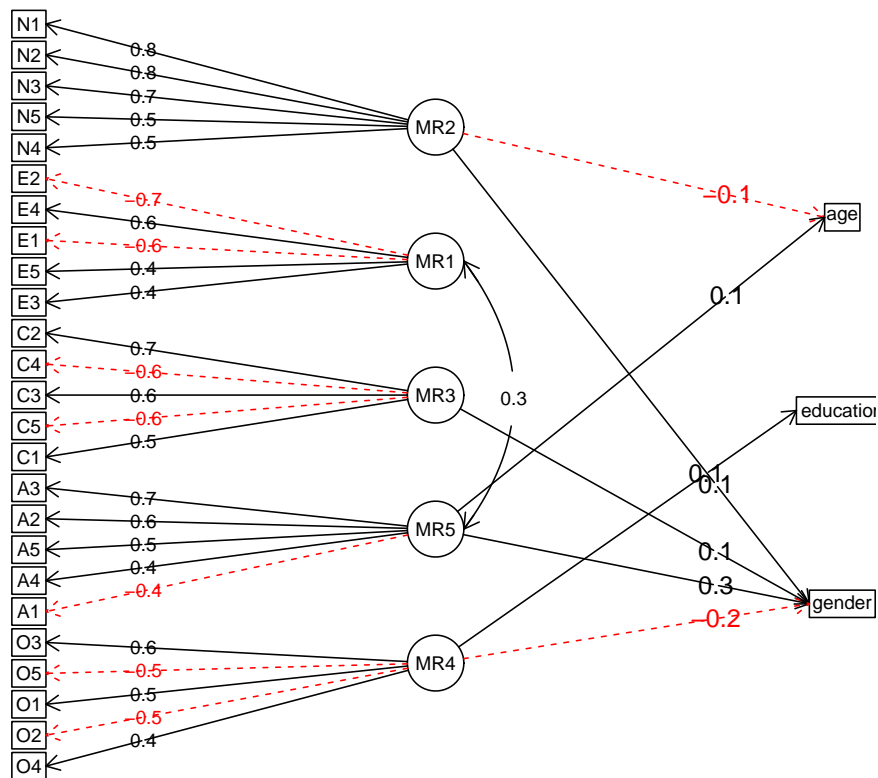 N1
N2
N3
N5
N4
E2
E4
E1
E5
E3
C2
C4
C3
C5
C1
A3
A2
A5
A4
A1
O3
O5
O1
O2
O4
0.8
0.8
0.7
0.5
0.5
−0.7
0.6
−0.6
0.4
0.4
0.7
−0.6
0.6
−0.6
0.5
0.7
0.6
0.5
0.4
−0.4
0.6
−0.5
0.5
−0.5
0.4
MR2
MR1
MR3
MR5
MR4
0.3
−0.1
0.1
0.1
0.1
0.1
0.3
−0.2
age
education
gender